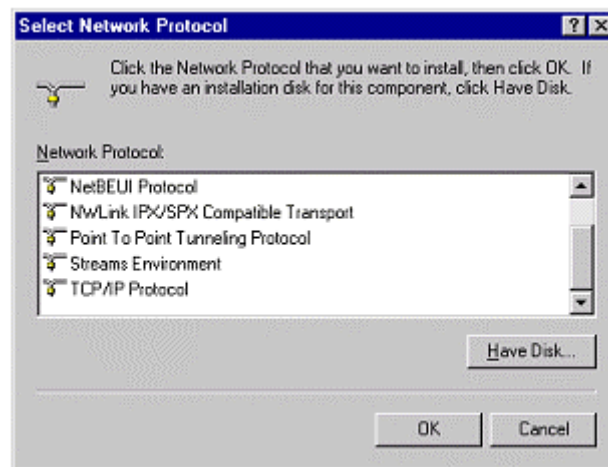 Select Network Protocol
Click the Network Protocol that you want to install, then click OK. If
you have an installation disk for this component, click Have Disk.
Network Protocol:
NetBEUI Protocol
NWLink IPX/SPX Compatible Transport
Point To Point Tunneling Protocol
Streams Environment
TCP/IP Protocol
Have Disk...
OK Cancel